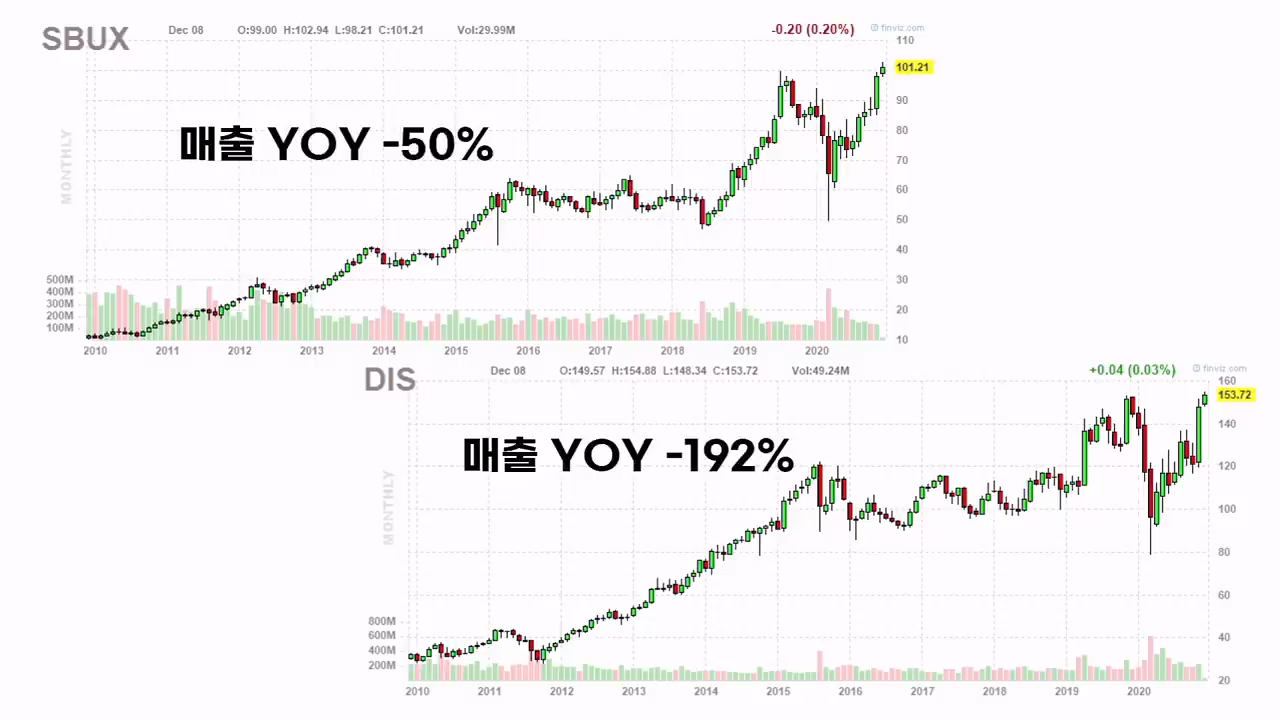 SBUX
Dec 08 O:99.00 H:102.94 L:98.21 C:101.21 Vol:29.99M
-0.20 (0.20%)
© finviz.com
매출 YOY -50%
MONTHLY
110
101.21
90
80
70
60
50
40
30
20
10
500M
400M
300M
200M
100M
2010 2011 2012 2013 2014 2015 2016 2017 2018 2019 2020
DIS
Dec 08 O:149.57 H:154.88 L:148.34 C:153.72 Vol:49.24M
+0.04 (0.03%)
© finviz.com
매출 YOY -192%
MONTHLY
160
153.72
140
120
100
80
60
40
20
800M
600M
400M
200M
2010 2011 2012 2013 2014 2015 2016 2017 2018 2019 2020